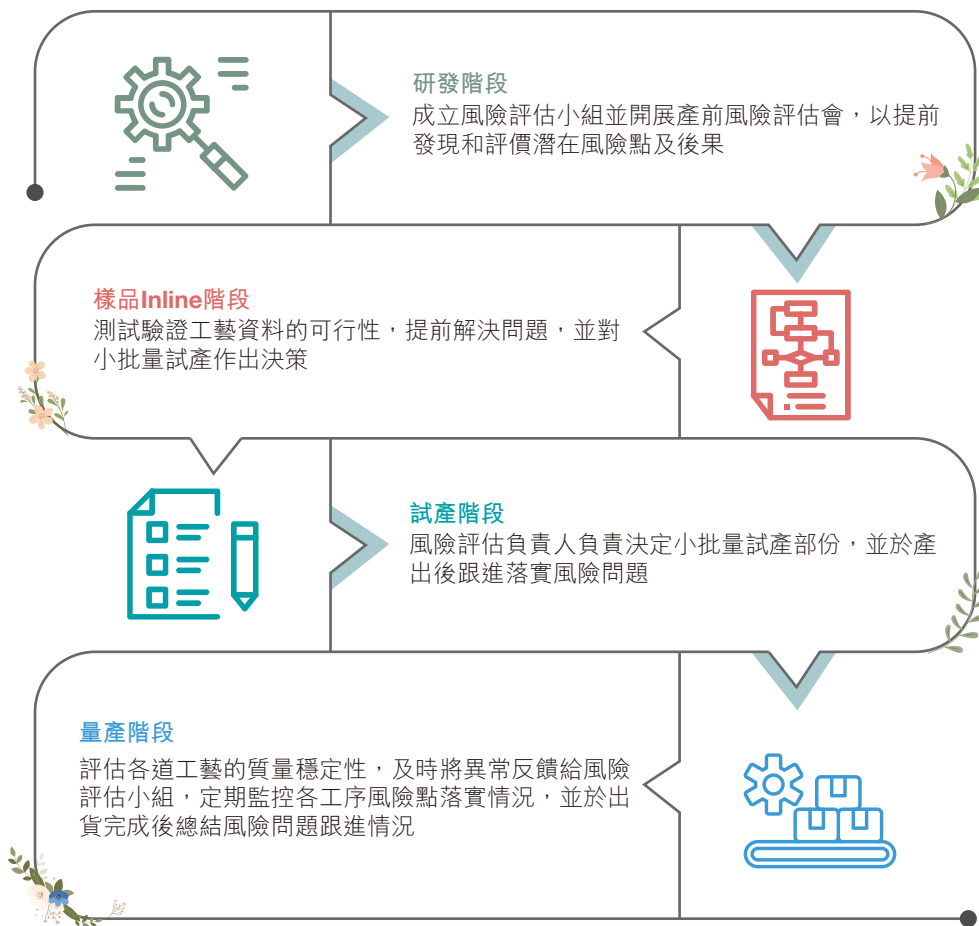 研發階段
成立風險評估小組並開展產前風險評估會，以提前
發現和評價潛在風險點及後果
樣品Inline階段
測試驗證工藝資料的可行性，提前解決問題，並對
小批量試產作出決策
試產階段
風險評估負責人負責決定小批量試產部份，並於產
出後跟進落實風險問題
量產階段
評估各道工藝的質量穩定性，及時將異常反饋給風險
評估小組，定期監控各工序風險點落實情況，並於出
貨完成後總結風險問題跟進情況